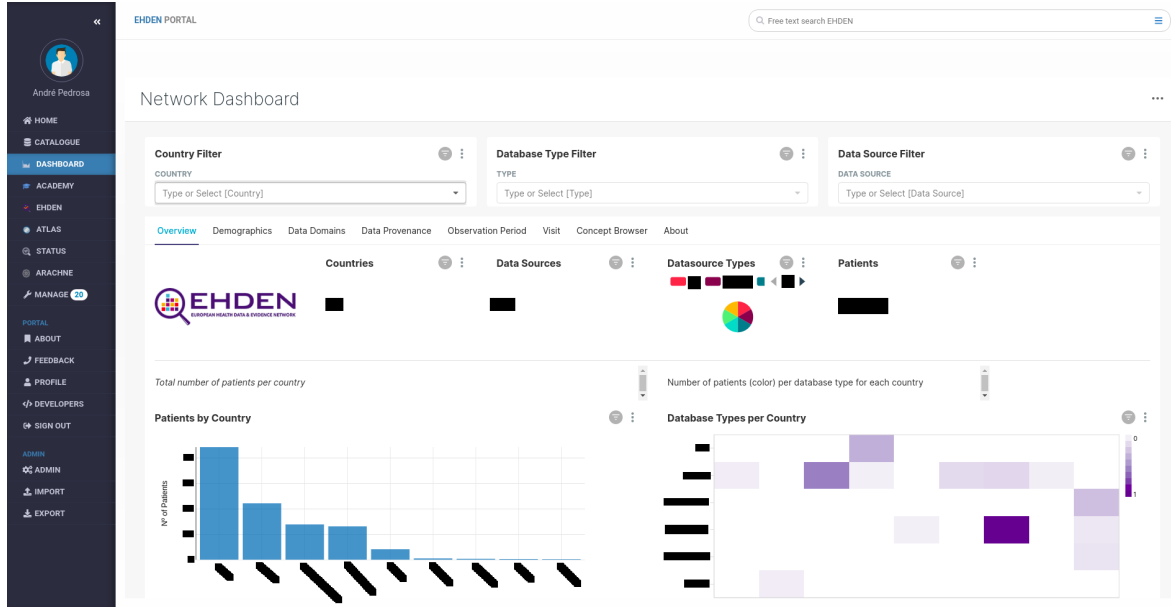 «
EHDEN PORTAL
Free text search EHDEN
André Pedrosa
HOME
CATALOGUE
DASHBOARD
ACADEMY
EHDEN
ATLAS
STATUS
ARACHNE
MANAGE 20
PORTAL
ABOUT
FEEDBACK
PROFILE
</> DEVELOPERS
SIGN OUT
ADMIN
ADMIN
IMPORT
EXPORT
Network Dashboard
Country Filter
COUNTRY
Type or Select [Country]
Database Type Filter
TYPE
Type or Select [Type]
Data Source Filter
DATA SOURCE
Type or Select [Data Source]
Overview Demographics Data Domains Data Provenance Observation Period Visit Concept Browser About
EHDEN
EUROPEAN HEALTH DATA & EVIDENCE NETWORK
Countries
Data Sources
Datasource Types
Patients
Total number of patients per country
Number of patients (color) per database type for each country
Patients by Country
Nº of Patients
Database Types per Country
0
1